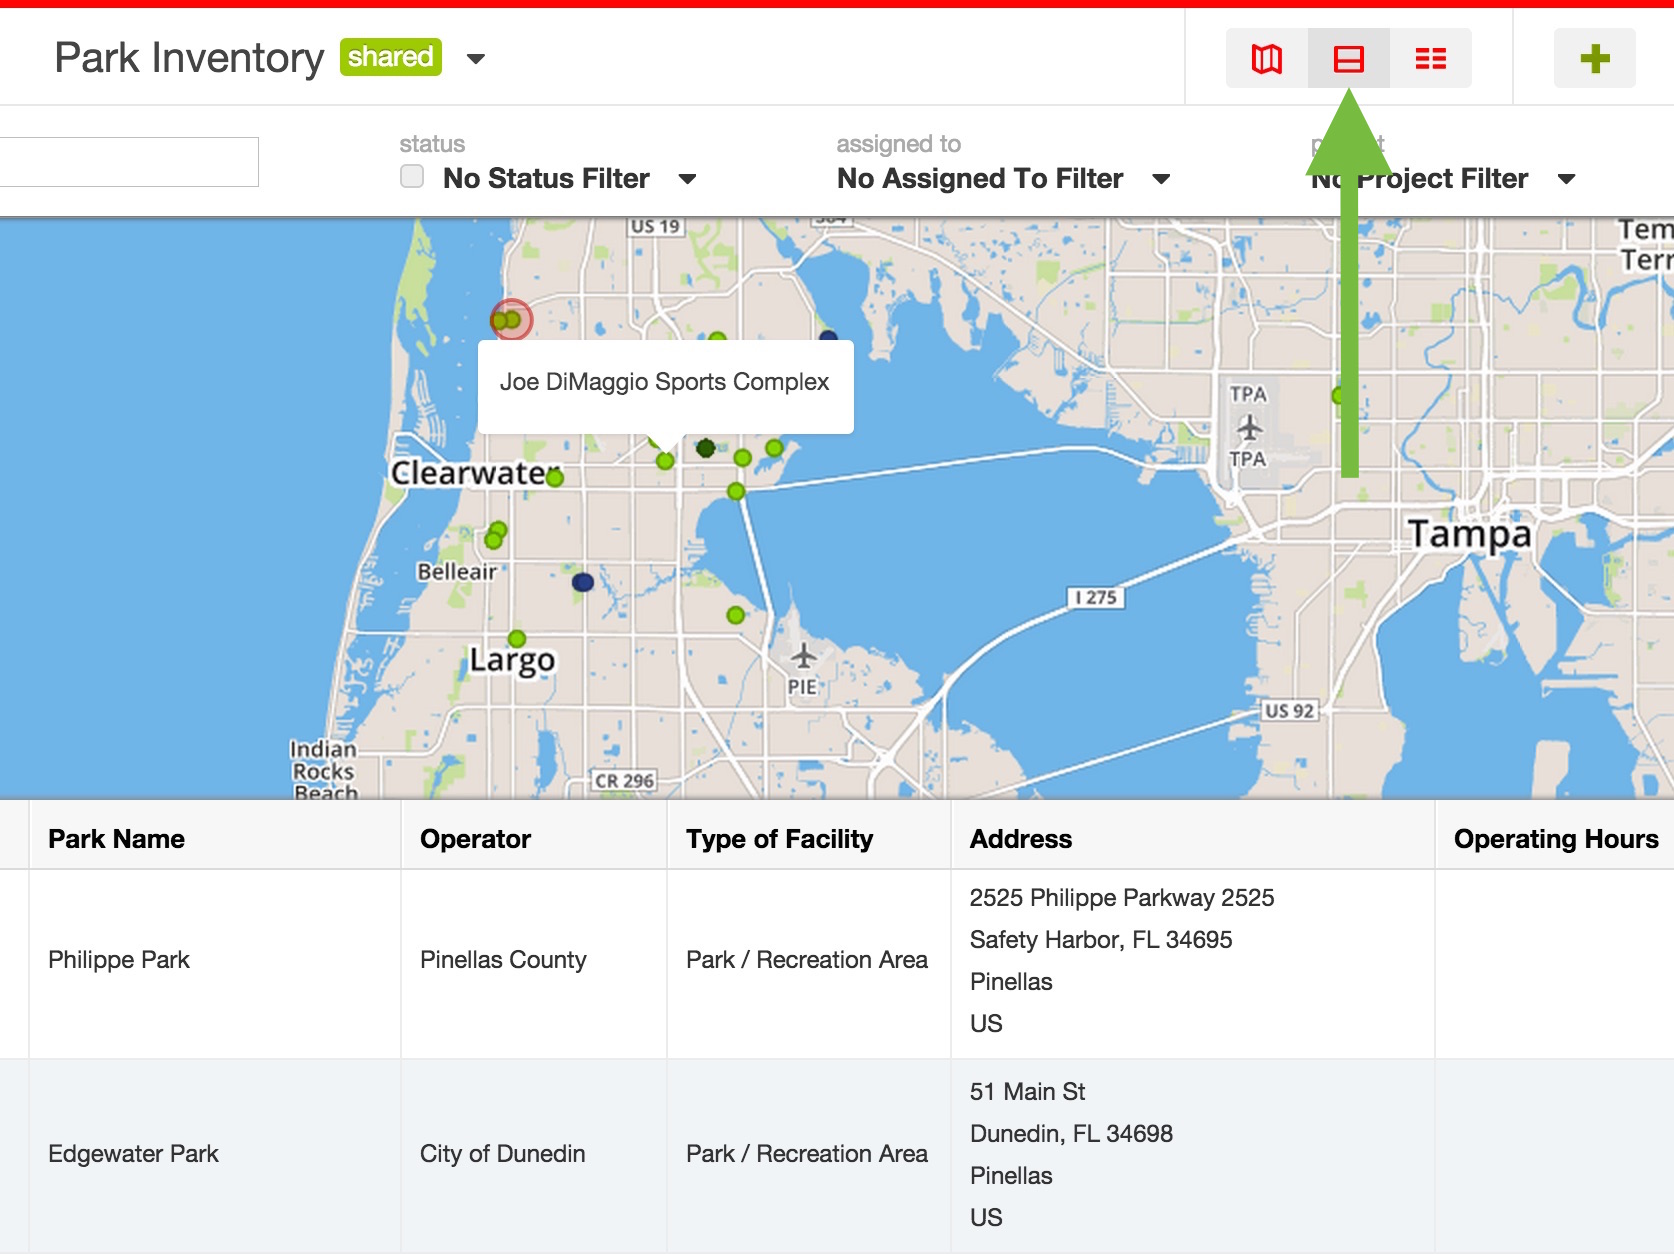 Park Inventory shared
status
No Status Filter
assigned to
No Assigned To Filter
No Project Filter
US 19
Joe DiMaggio Sports Complex
TPA
TPA
Clearwater
Tampa
Belleair
I 275
Largo
PIE
US 92
Indian
Rocks
Beach
CR 296
Park Name Operator Type of Facility Address Operating Hours
Philippe Park Pinellas County Park / Recreation Area
2525 Philippe Parkway 2525
Safety Harbor, FL 34695
Pinellas
US
Edgewater Park City of Dunedin Park / Recreation Area
51 Main St
Dunedin, FL 34698
Pinellas
US